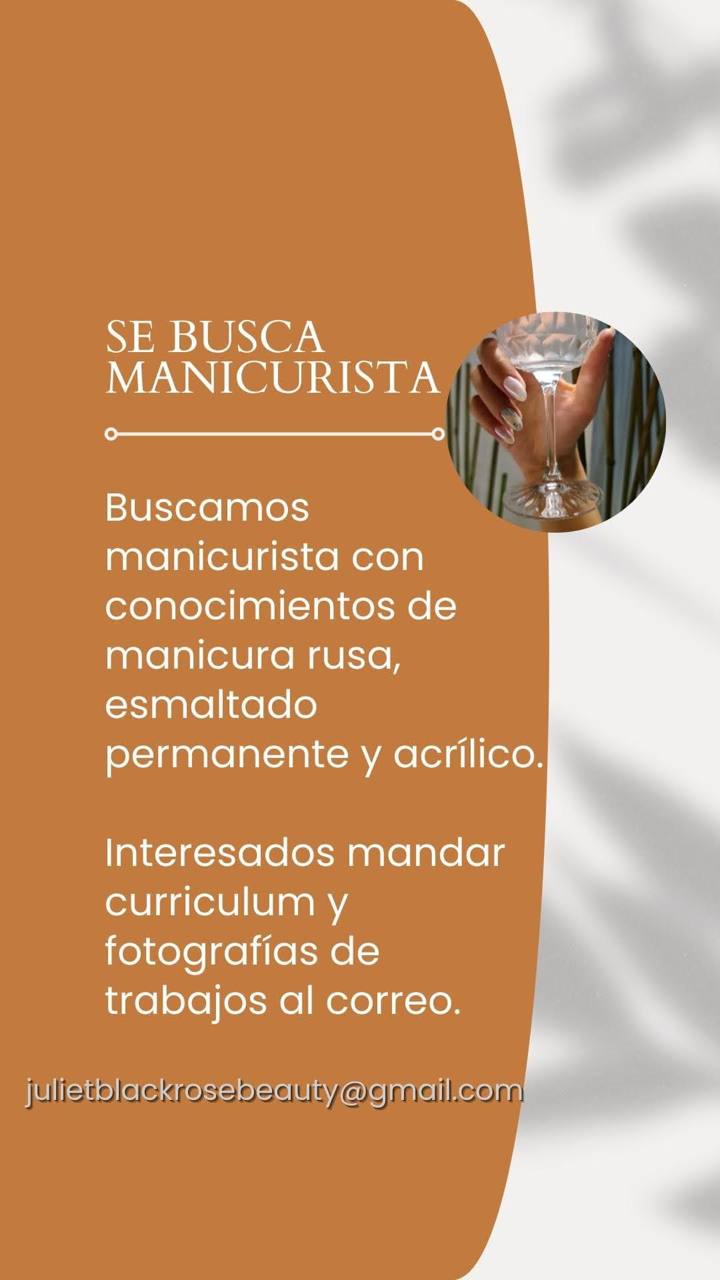 SE BUSCA
MANICURISTA
Buscamos
manicurista con
conocimientos de
manicura rusa,
esmaltado
permanente y acrílico.
Interesados mandar
curriculum y
fotografías de
trabajos al correo.
julietblackrosebeauty@gmail.com